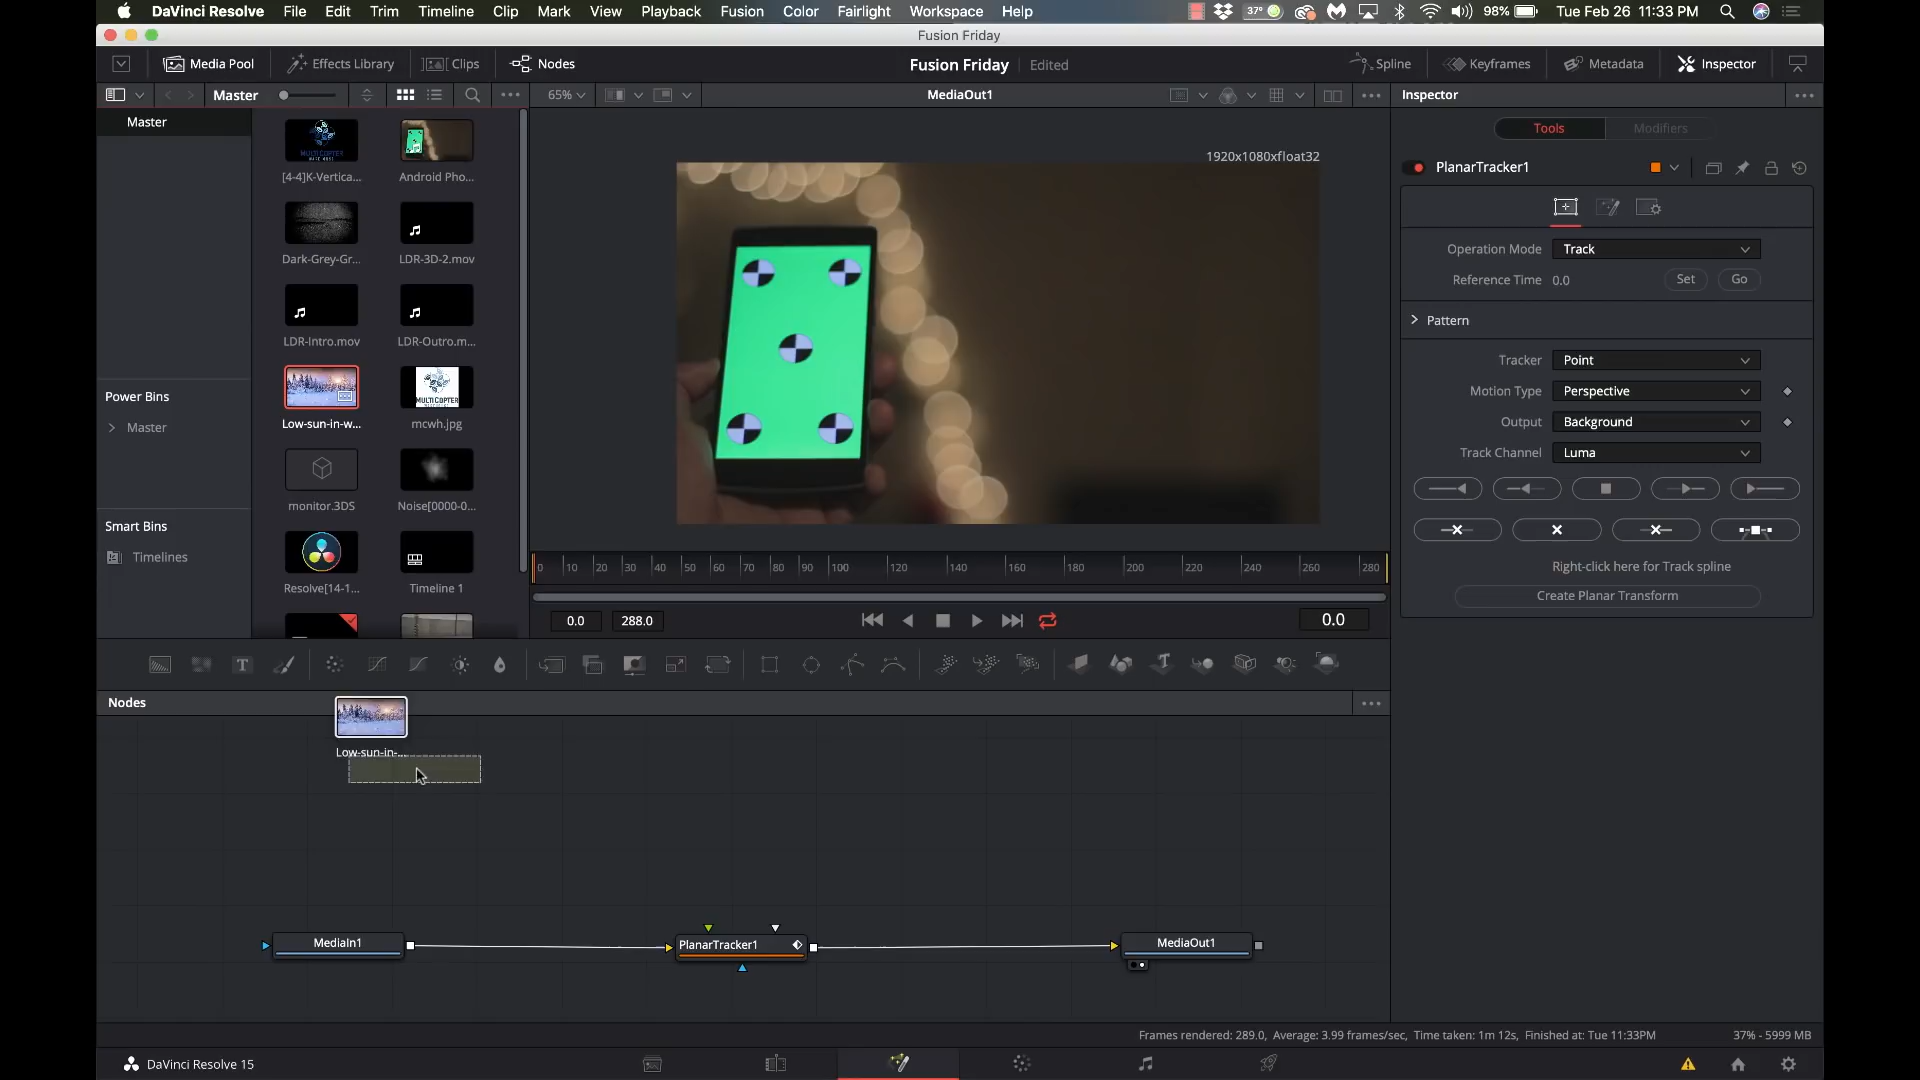 DaVinci Resolve File Edit Trim Timeline Clip Mark View Playback Fusion Color Fairlight Workspace Help 37° 98% Tue Feb 26 11:33 PM
Fusion Friday
Media Pool Effects Library Clips Nodes Fusion Friday Edited Spline Keyframes Metadata Inspector
Master 65% MediaOut1 Inspector
Master
Tools Modifiers
1920x1080xfloat32
PlanarTracker1
[4-4]K-Vertica... Android Pho...
Operation Mode Track
Dark-Grey-Gr... LDR-3D-2.mov
Reference Time 0.0 Set Go
Pattern
LDR-Intro.mov LDR-Outro.m...
Tracker Point
Power Bins
Motion Type Perspective
Master
Low-sun-in-w... mcwh.jpg
Output Background
Track Channel Luma
monitor.3DS Noise[0000-0...
Smart Bins
Timelines
Right-click here for Track spline
0 10 20 30 40 50 60 70 80 90 100 120 140 160 180 200 220 240 260 280
Resolve[14-1... Timeline 1
Create Planar Transform
0.0 288.0 0.0
Nodes
Low-sun-in-...
MediaIn1 PlanarTracker1 MediaOut1
Frames rendered: 289.0, Average: 3.99 frames/sec, Time taken: 1m 12s, Finished at: Tue 11:33PM 37% - 5999 MB
DaVinci Resolve 15